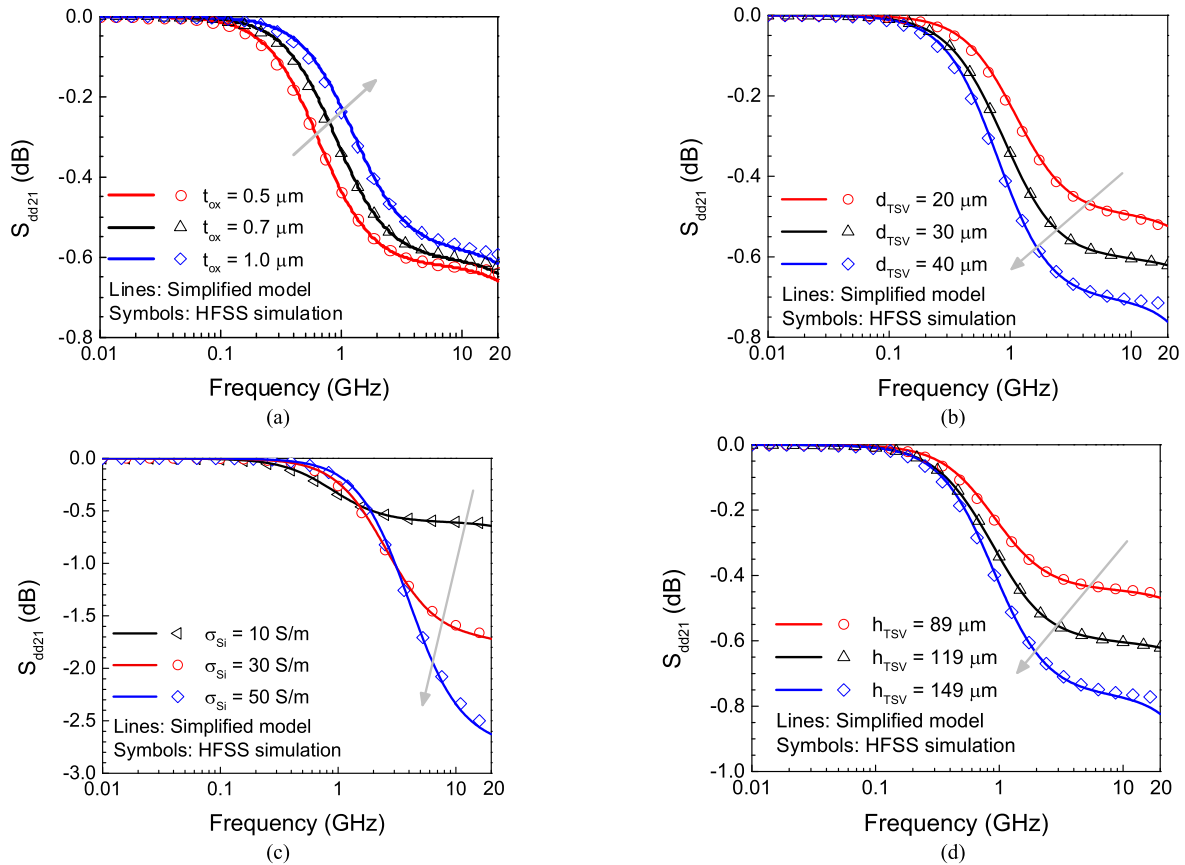 0.0
-0.2
-0.4
-0.6
-0.8
S_dd21 (dB)
t_ox = 0.5 μm
t_ox = 0.7 μm
t_ox = 1.0 μm
Lines: Simplified model
Symbols: HFSS simulation
0.01 0.1 1 10 20
Frequency (GHz)
(a)
0.0
-0.2
-0.4
-0.6
-0.8
S_dd21 (dB)
d_TSV = 20 μm
d_TSV = 30 μm
d_TSV = 40 μm
Lines: Simplified model
Symbols: HFSS simulation
0.01 0.1 1 10 20
Frequency (GHz)
(b)
0.0
-0.5
-1.0
-1.5
-2.0
-2.5
-3.0
S_dd21 (dB)
σ_Si = 10 S/m
σ_Si = 30 S/m
σ_Si = 50 S/m
Lines: Simplified model
Symbols: HFSS simulation
0.01 0.1 1 10 20
Frequency (GHz)
(c)
0.0
-0.2
-0.4
-0.6
-0.8
-1.0
S_dd21 (dB)
h_TSV = 89 μm
h_TSV = 119 μm
h_TSV = 149 μm
Lines: Simplified model
Symbols: HFSS simulation
0.01 0.1 1 10 20
Frequency (GHz)
(d)